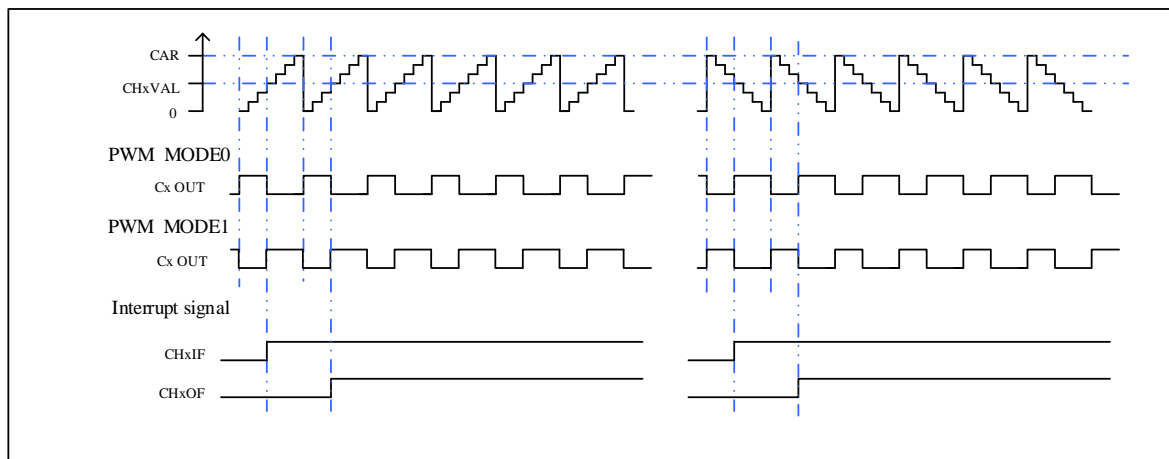 CAR
CHxVAL
0
PWM MODE0
Cx OUT
PWM MODE1
Cx OUT
Interrupt signal
CHxIF
CHxOF